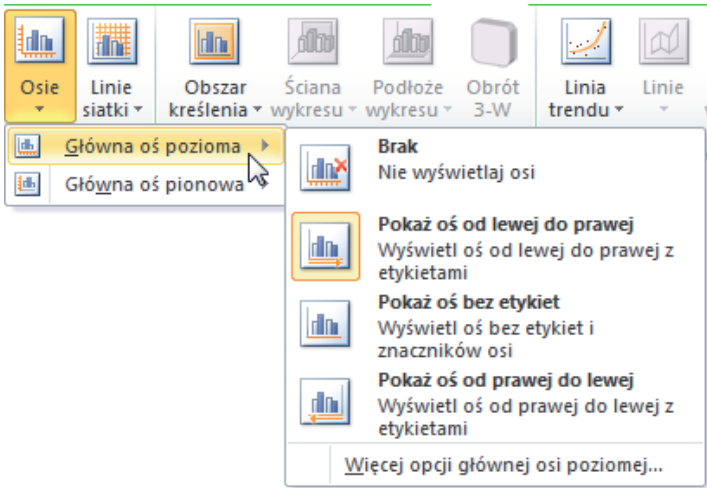 Osie
Linie siatki
Obszar kreślenia
Ściana wykresu
Podłoże wykresu
Obrót 3-W
Linia trendu
Linie
Główna oś pozioma
Główna oś pionowa
Brak
Nie wyświetlaj osi
Pokaż oś od lewej do prawej
Wyświetl oś od lewej do prawej z
etykietami
Pokaż oś bez etykiet
Wyświetl oś bez etykiet i
znaczników osi
Pokaż oś od prawej do lewej
Wyświetl oś od prawej do lewej z
etykietami
Więcej opcji głównej osi poziomej...